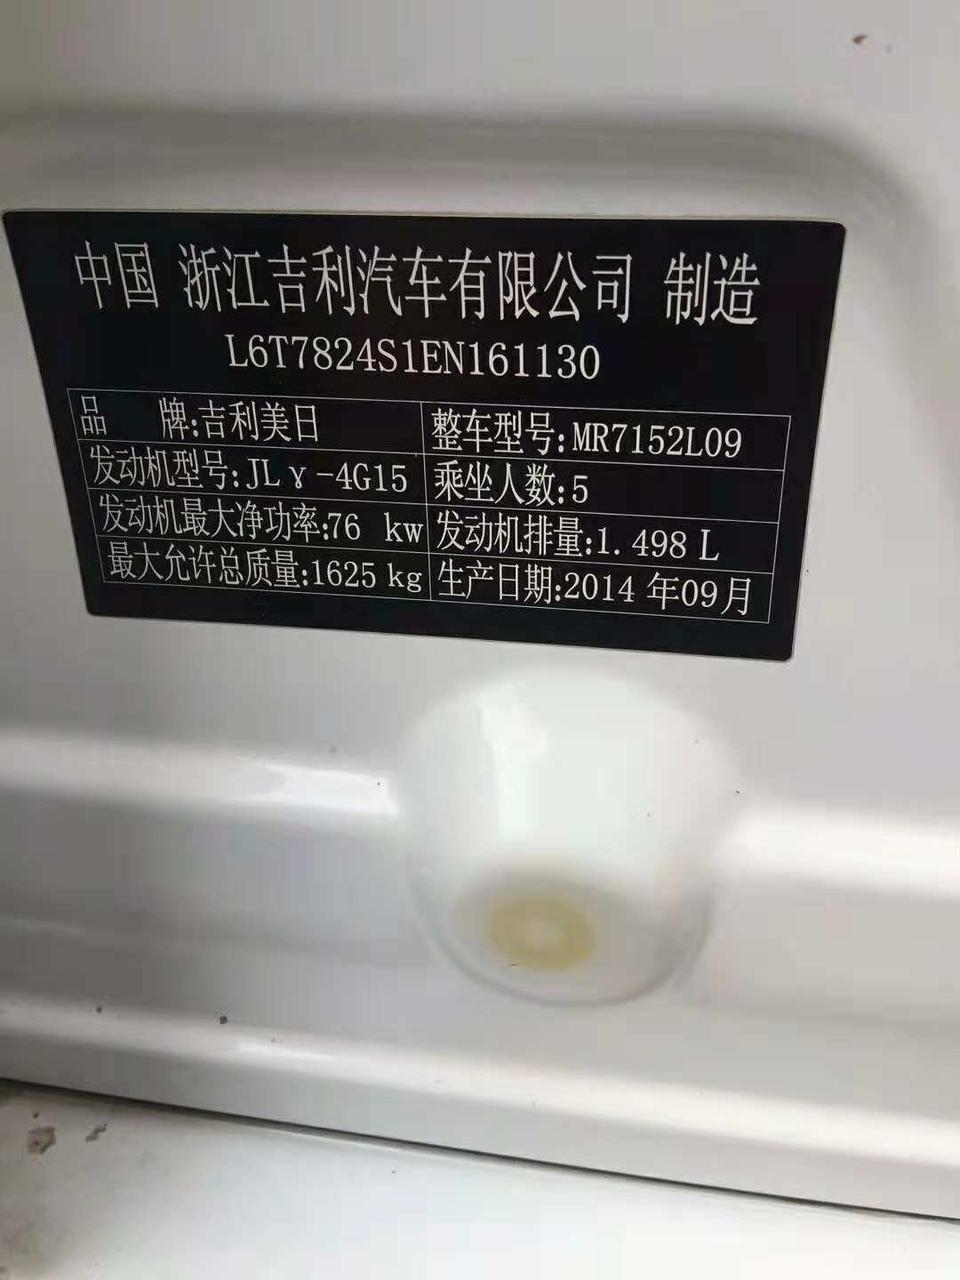 中国 浙江吉利汽车有限公司 制造
L6T7824S1EN161130
品 牌:吉利美日 整车型号:MR7152L09
发动机型号:JLγ-4G15 乘坐人数:5
发动机最大净功率:76 kw 发动机排量:1.498 L
最大允许总质量:1625 kg 生产日期:2014 年09月